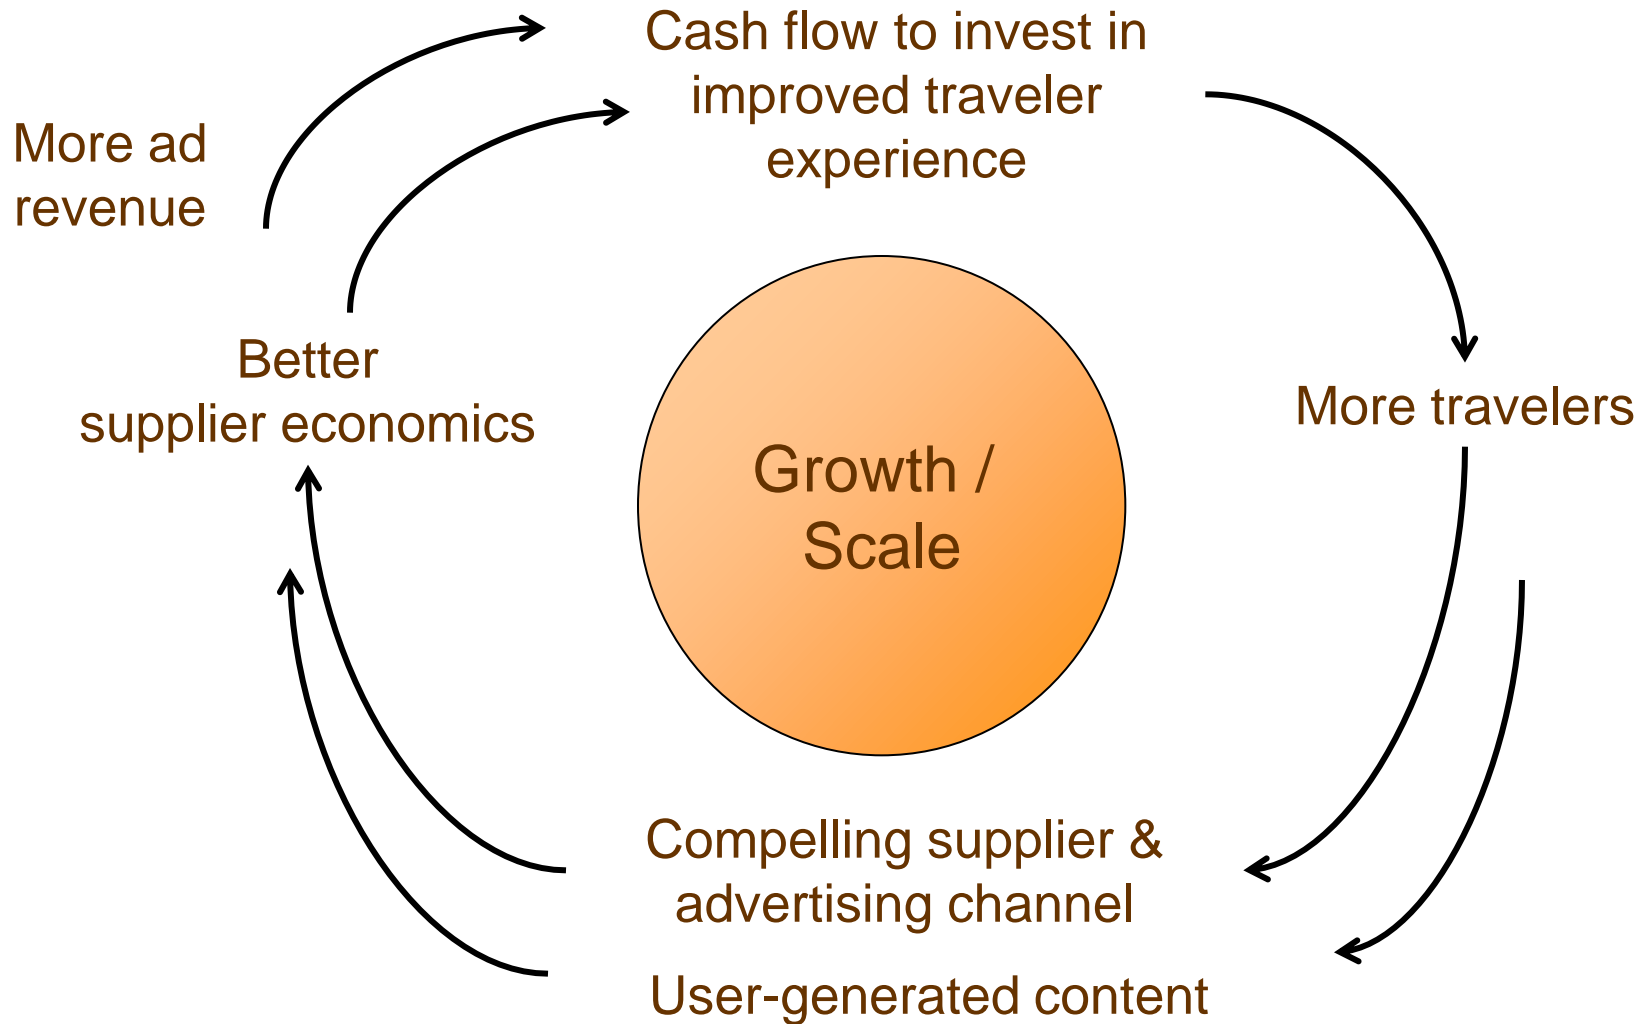 Cash flow to invest in
improved traveler
experience
More ad
revenue
Better
supplier economics
More travelers
Growth /
Scale
Compelling supplier &
advertising channel
User-generated content